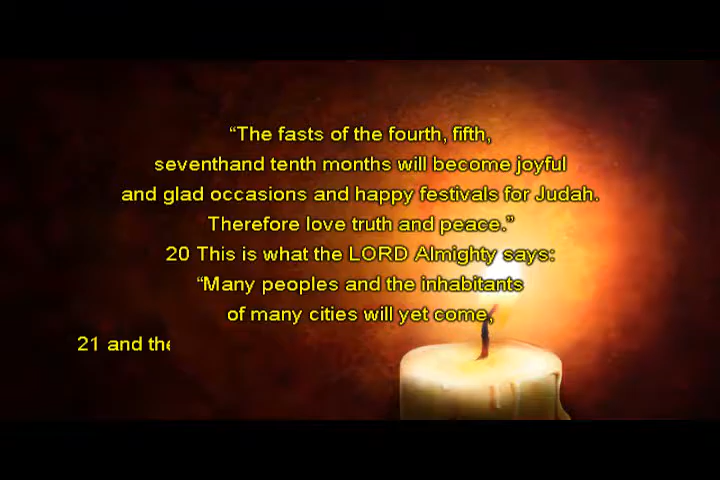 “The fasts of the fourth, fifth,
seventhand tenth months will become joyful
and glad occasions and happy festivals for Judah.
Therefore love truth and peace.”
20 This is what the LORD Almighty says:
“Many peoples and the inhabitants
of many cities will yet come,
21 and the